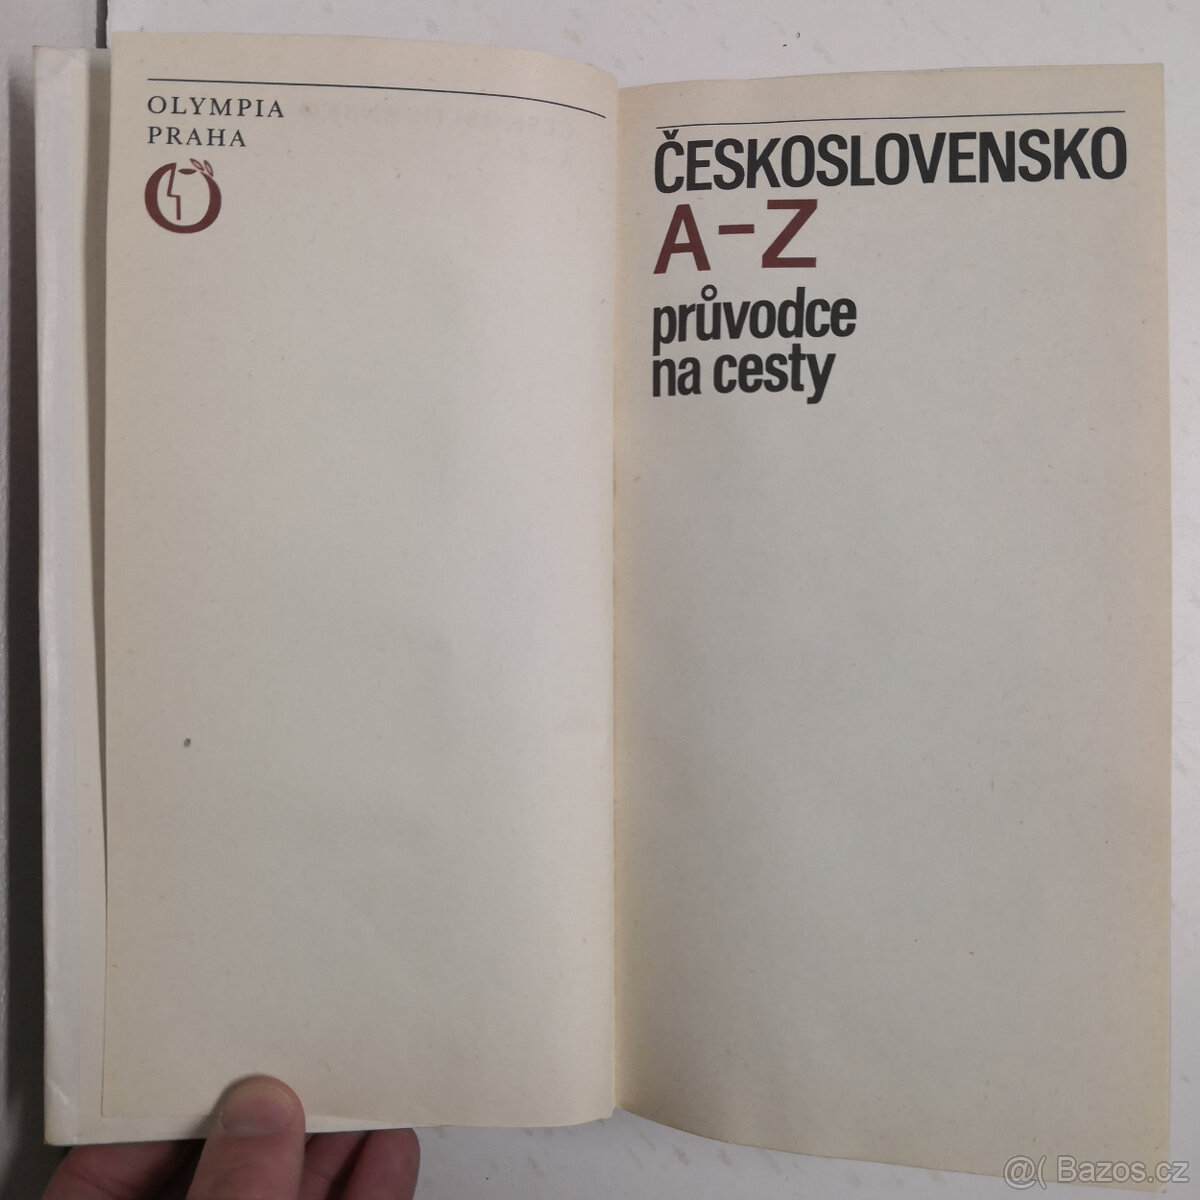 OLYMPIA
PRAHA
ČESKOSLOVENSKO
A–Z
průvodce
na cesty
@( Bazos.cz